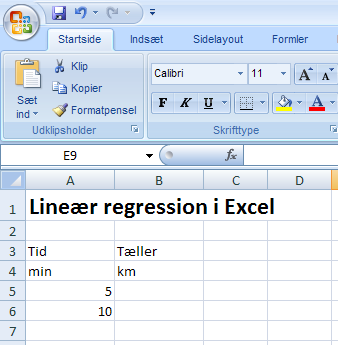 Startside Indsæt Sidelayout Formler
Klip
Kopier
Formatpensel
Sæt
ind
Udklipsholder
Calibri 11 A A
F K U A
Skrifttype
E9 fx
A B C D
1 Lineær regression i Excel
2
3 Tid Tæller
4 min km
5 5
6 10
7